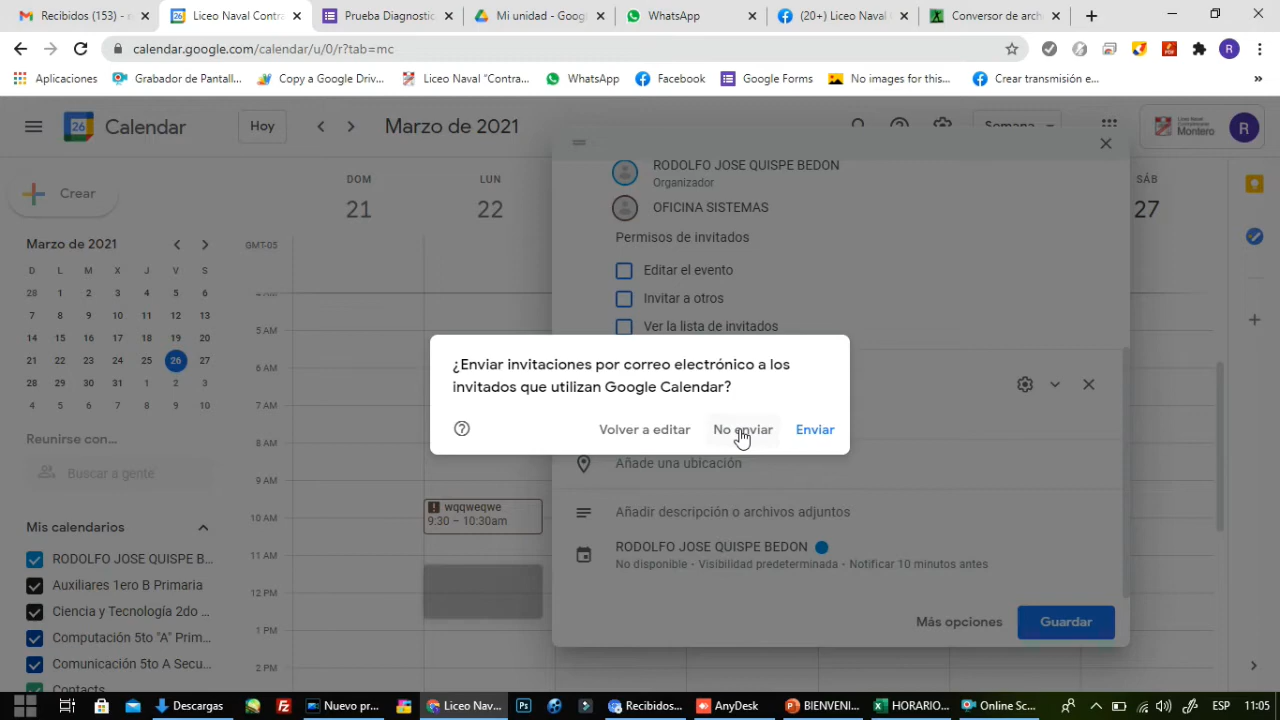 Recibidos (153) - r
Liceo Naval Contra
Prueba Diagnostic
Mi unidad - Goog
WhatsApp
(20+) Liceo Naval
Conversor de arch
calendar.google.com/calendar/u/0/r?tab=mc
Aplicaciones
Grabador de Pantall...
Copy a Google Driv...
Liceo Naval "Contra...
WhatsApp
Facebook
Google Forms
No images for this...
Crear transmisión e...
R
26
Calendar
Hoy
Marzo de 2021
Semana
Liceo Naval
Montero
R
Crear
DOM
21
LUN
22
SÁB
27
GMT-05
Marzo de 2021
D L M M J V S
28 1 2 3 4 5 6
7 8 9 10 11 12 13
14 15 16 17 18 19 20
21 22 23 24 25 26 27
28 29 30 31 1 2 3
4 5 6 7 8 9 10
Reunirse con...
Buscar a gente
Mis calendarios
RODOLFO JOSE QUISPE B...
Auxiliares 1ero B Primaria
Ciencia y Tecnología 2do ...
Computación 5to "A" Prim...
Comunicación 5to A Secu...
Contacts
4 AM
5 AM
6 AM
7 AM
8 AM
9 AM
10 AM
11 AM
12 PM
1 PM
2 PM
wqqweqwe
9:30 – 10:30am
RODOLFO JOSE QUISPE BEDON
Organizador
OFICINA SISTEMAS
Permisos de invitados
Editar el evento
Invitar a otros
Ver la lista de invitados
¿Enviar invitaciones por correo electrónico a los
invitados que utilizan Google Calendar?
Volver a editar
No enviar
Enviar
Añade una ubicación
Añadir descripción o archivos adjuntos
RODOLFO JOSE QUISPE BEDON
No disponible - Visibilidad predeterminada - Notificar 10 minutos antes
Más opciones
Guardar
Descargas
Nuevo pr...
Liceo Nav...
Recibidos...
AnyDesk
BIENVENI...
HORARIO...
Online Sc...
ESP
11:05